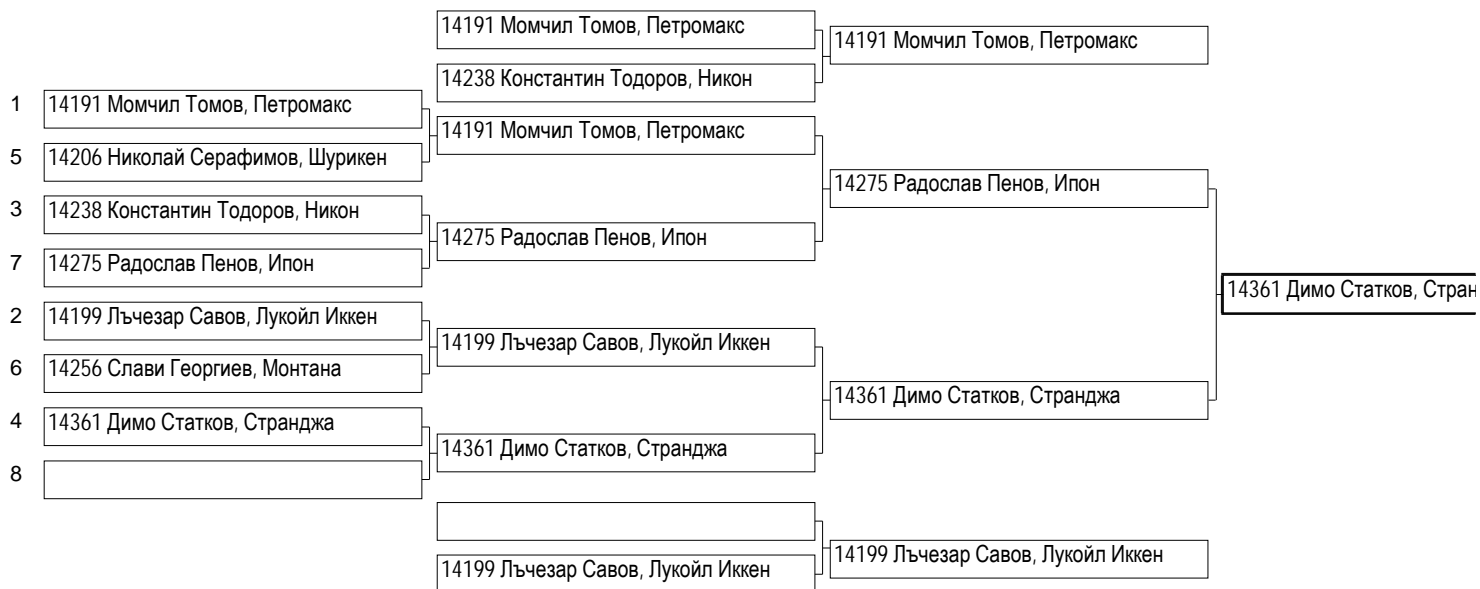 14191 Момчил Томов, Петромакс
14191 Момчил Томов, Петромакс
14238 Константин Тодоров, Никон
1 14191 Момчил Томов, Петромакс
14191 Момчил Томов, Петромакс
5 14206 Николай Серафимов, Шурикен
14275 Радослав Пенов, Ипон
3 14238 Константин Тодоров, Никон
14275 Радослав Пенов, Ипон
7 14275 Радослав Пенов, Ипон
14361 Димо Статков, Стран
2 14199 Лъчезар Савов, Лукойл Иккен
14199 Лъчезар Савов, Лукойл Иккен
6 14256 Слави Георгиев, Монтана
14361 Димо Статков, Странджа
4 14361 Димо Статков, Странджа
14361 Димо Статков, Странджа
8
14199 Лъчезар Савов, Лукойл Иккен
14199 Лъчезар Савов, Лукойл Иккен